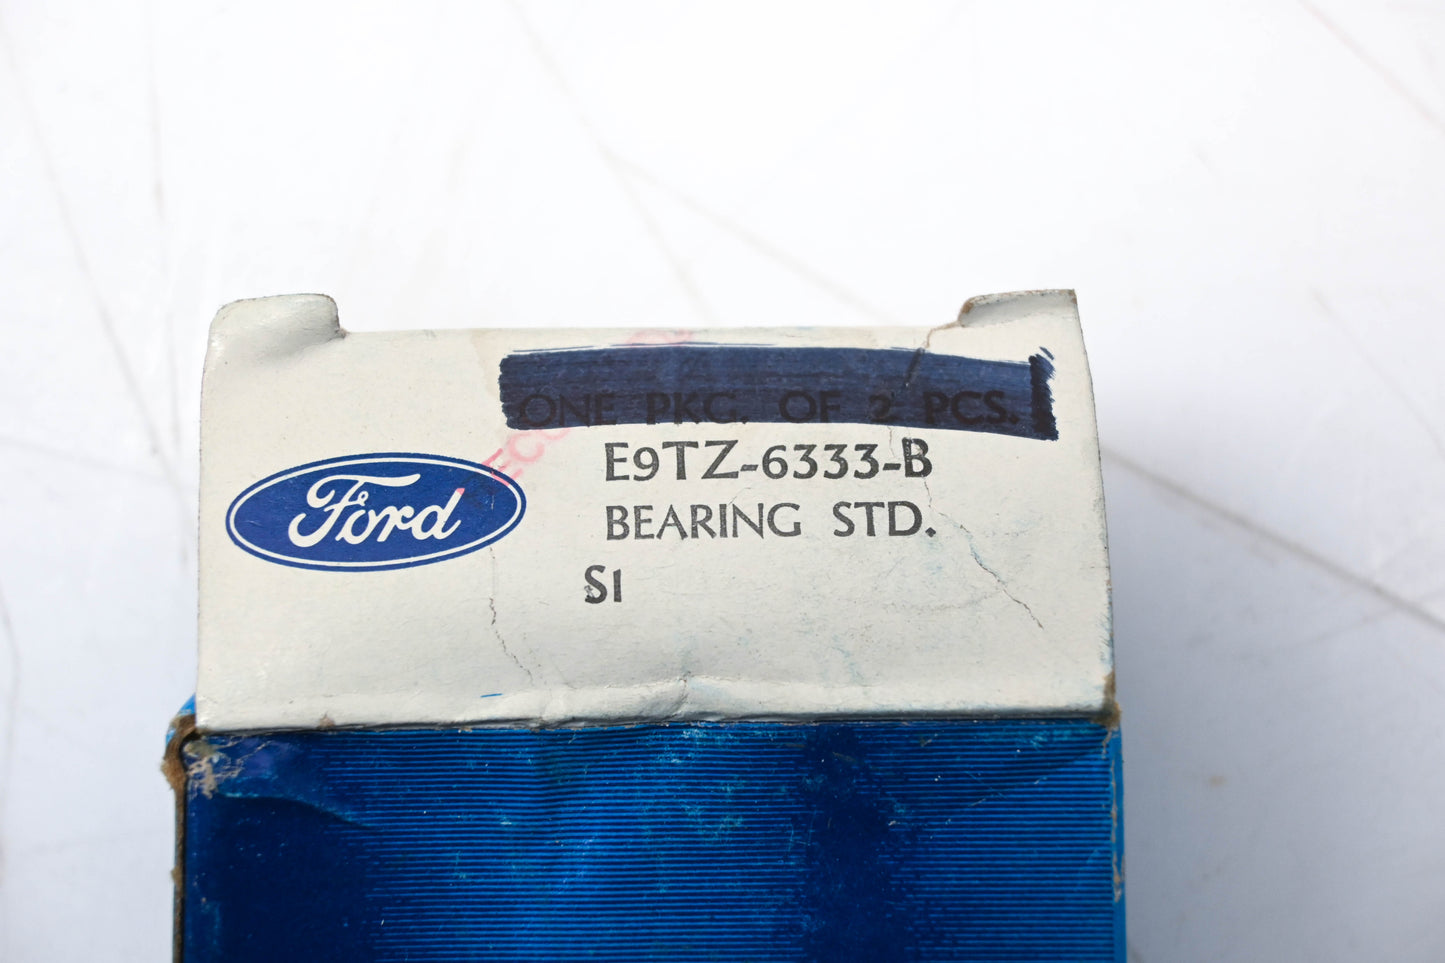 ONE PKG. OF 2 PCS.
E9TZ-6333-B
Ford
BEARING STD.
S1